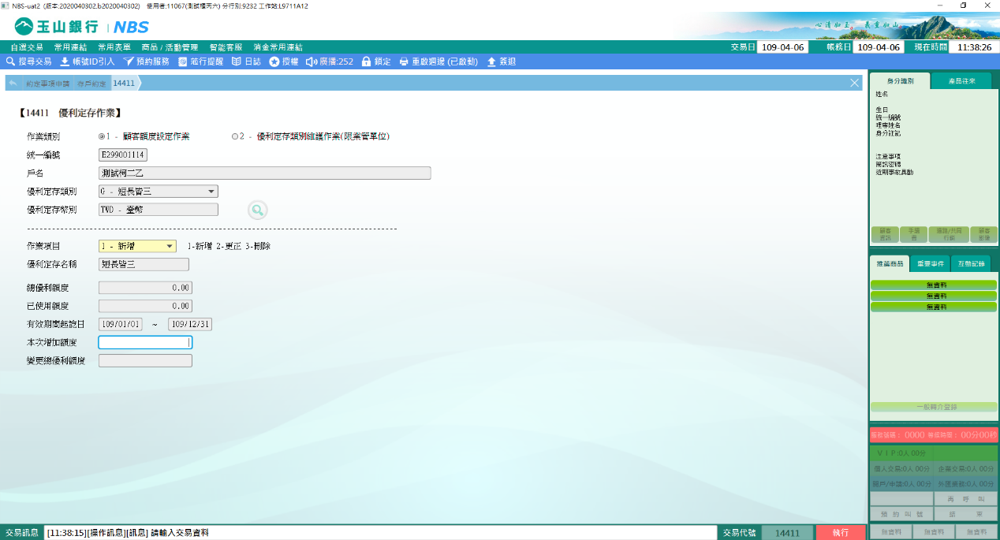 NBS-uat2 (版本:2020040302.b2020040302) 使用者:11067(測試櫃丙六) 分行別:9232 工作站:L9711A12
玉山銀行 NBS
心清如玉。義重如山。
自選交易 常用連結 常用表單 商品 / 活動管理 智能客服 消金常用連結 交易日 109-04-06 帳務日 109-04-06 現在時間 11:38:26
搜尋交易 帳號ID引入 預約服務 蒞行提醒 日誌 授權 廣播:252 鎖定 重啟週邊 (已啟動) 簽退
約定事項申請 存戶約定 14411
【14411 優利定存作業】
作業類別 1 - 顧客額度設定作業 2 - 優利定存類別維護作業(限業管單位)
統一編號 E299001114
戶名 測試柯二乙
優利定存類別 G - 短長皆三
優利定存幣別 TWD - 臺幣
作業項目 1 - 新增 1-新增 2-更正 3-刪除
優利定存名稱 短長皆三
總優利額度 0.00
已使用額度 0.00
有效期間起訖日 109/01/01 ~ 109/12/31
本次增加額度
變更總優利額度
身分識別 產品往來
姓名
生日
統一編號
理專姓名
身分註記
注意事項
簡訊密碼
近期事故異動
顧客資訊 手牘書 通路/共同行銷 顧客影像
推薦商品 重要事件 互動記錄
無資料
無資料
無資料
一般轉介登錄
服務號碼： 0000 等候時間： 00分00秒
V I P:0人 00分
個人交易:0人 00分 企業交易:0人 00分
開戶/申請:0人 00分 外匯業務:0人 00分
再 呼 叫
預 約 叫 號 結 束
無資料 無資料 無資料
交易訊息 [11:38:15][操作訊息][訊息] 請輸入交易資料 交易代號 14411 執行